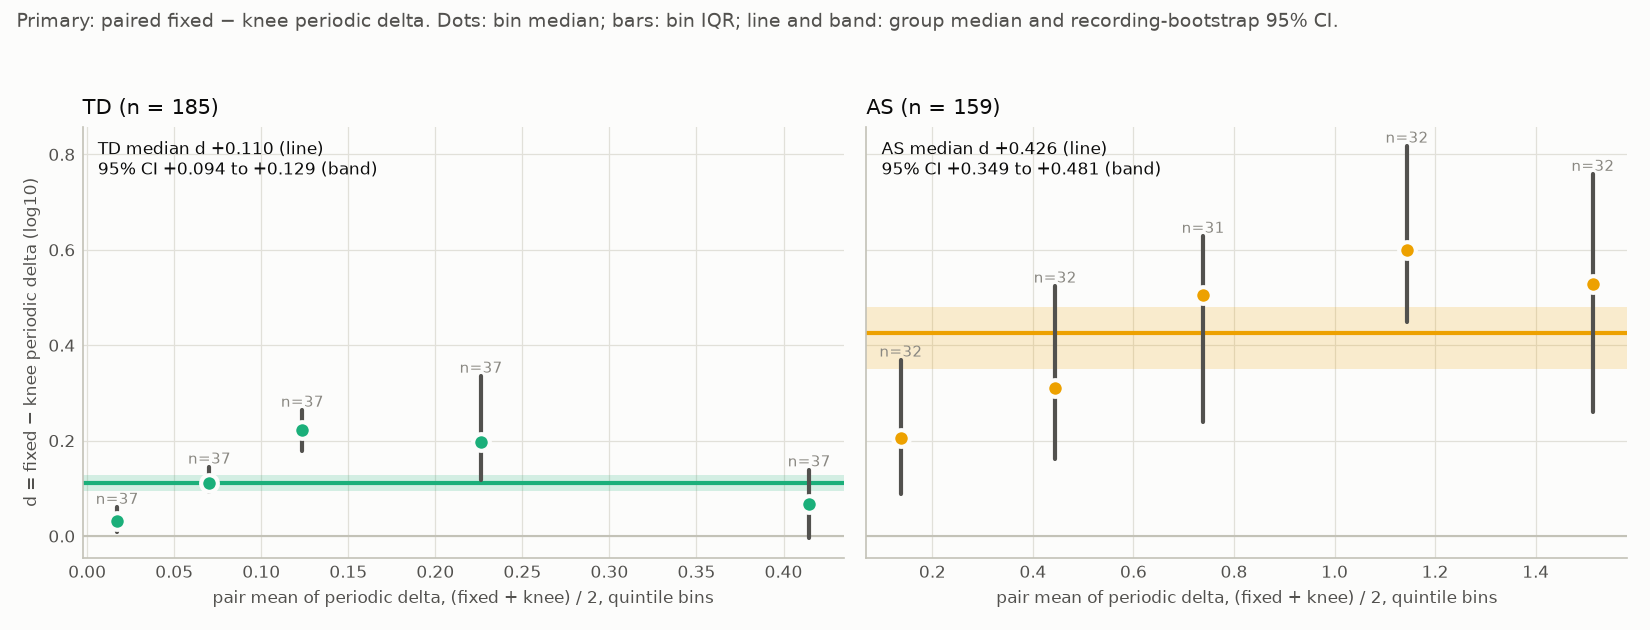 Primary: paired fixed − knee periodic delta. Dots: bin median; bars: bin IQR; line and band: group median and recording-bootstrap 95% CI.
TD (n = 185)
TD median d +0.110 (line)
95% CI +0.094 to +0.129 (band)
d = fixed − knee periodic delta (log10)
0.8
0.6
0.4
0.2
0.0
n=37
n=37
n=37
n=37
n=37
0.00 0.05 0.10 0.15 0.20 0.25 0.30 0.35 0.40
pair mean of periodic delta, (fixed + knee) / 2, quintile bins
AS (n = 159)
AS median d +0.426 (line)
95% CI +0.349 to +0.481 (band)
n=32
n=32
n=31
n=32
n=32
0.2 0.4 0.6 0.8 1.0 1.2 1.4
pair mean of periodic delta, (fixed + knee) / 2, quintile bins